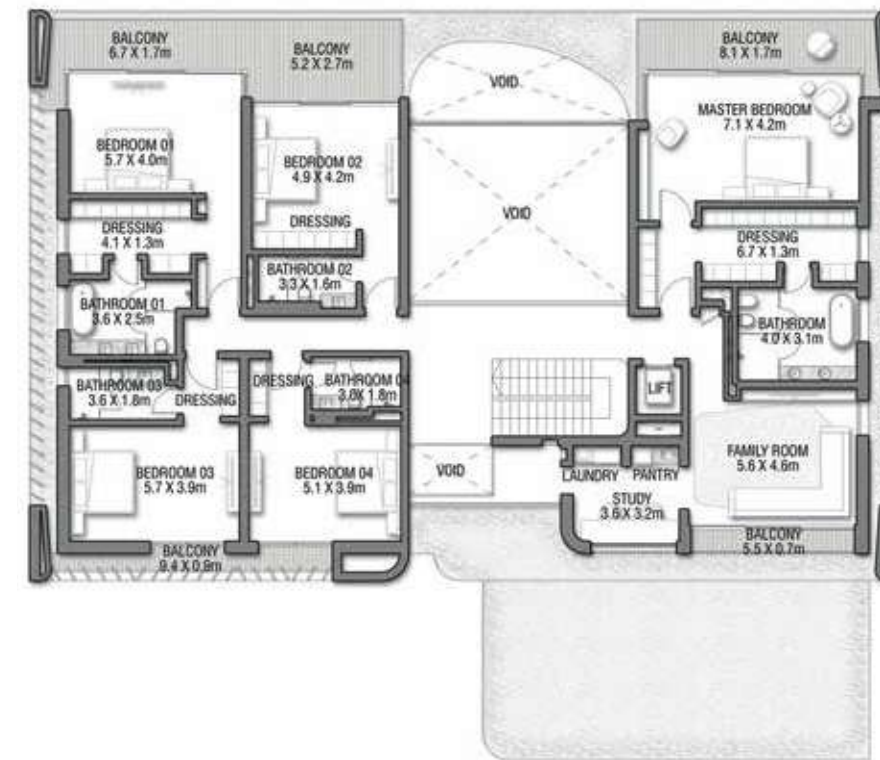 BALCONY
6.7 X 1.7m
BALCONY
5.2 X 2.7m
VOID
BALCONY
8.1 X 1.7m
BEDROOM 01
5.7 X 4.0m
BEDROOM 02
4.9 X 4.2m
DRESSING
VOID
MASTER BEDROOM
7.1 X 4.2m
DRESSING
4.1 X 1.3m
DRESSING
6.7 X 1.3m
BATHROOM 02
3.3 X 1.6m
BATHROOM 01
3.6 X 2.5m
BATHROOM
4.0 X 3.1m
BATHROOM 03
3.6 X 1.8m
DRESSING
DRESSING
BATHROOM 04
3.0X 1.8m
LIFT
BEDROOM 03
5.7 X 3.9m
BEDROOM 04
5.1 X 3.9m
VOID
LAUNDRY
PANTRY
STUDY
3.6 X 3.2m
FAMILY ROOM
5.6 X 4.6m
BALCONY
9.4 X 0.9m
BALCONY
5.5 X 0.7m